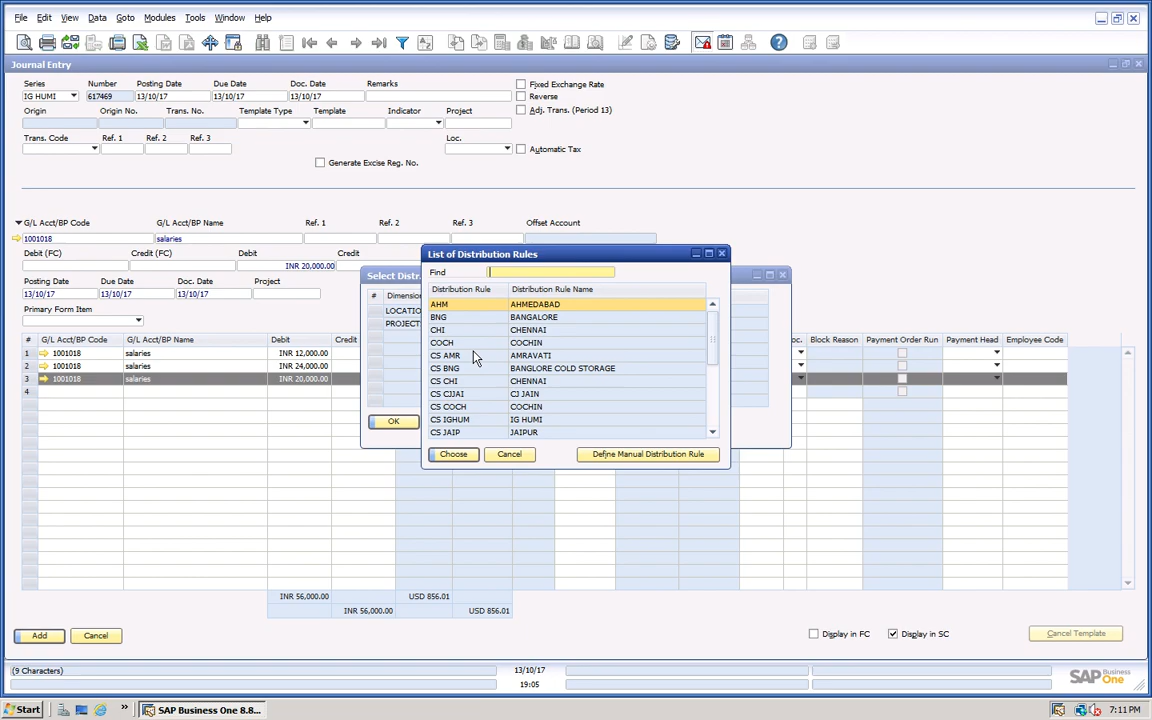 File Edit View Data Goto Modules Tools Window Help
Journal Entry
Series Number Posting Date Due Date Doc. Date Remarks
IG HUMI 617469 13/10/17 13/10/17 13/10/17
Fixed Exchange Rate
Reverse
Origin Origin No. Trans. No. Template Type Template Indicator Project
Adj. Trans. (Period 13)
Trans. Code Ref. 1 Ref. 2 Ref. 3 Loc.
Automatic Tax
Generate Excise Reg. No.
G/L Acct/BP Code G/L Acct/BP Name Ref. 1 Ref. 2 Ref. 3 Offset Account
1001018 salaries
Debit (FC) Credit (FC) Debit Credit
INR 20,000.00
Posting Date Due Date Doc. Date Project
13/10/17 13/10/17 13/10/17
Primary Form Item
# G/L Acct/BP Code G/L Acct/BP Name Debit Credit
1 1001018 salaries INR 12,000.00
2 1001018 salaries INR 24,000.00
3 1001018 salaries INR 20,000.00
4
oc. Block Reason Payment Order Run Payment Head Employee Code
Select Distr
# Dimension
LOCATIO
PROJECT
OK
List of Distribution Rules
Find
Distribution Rule Distribution Rule Name
AHM AHMEDABAD
BNG BANGALORE
CHI CHENNAI
COCH COCHIN
CS AMR AMRAVATI
CS BNG BANGLORE COLD STORAGE
CS CHI CHENNAI
CS CJJAI CJ JAIN
CS COCH COCHIN
CS IGHUM IG HUMI
CS JAIP JAIPUR
Choose Cancel Define Manual Distribution Rule
INR 56,000.00 USD 856.01
INR 56,000.00 USD 856.01
Add Cancel Display in FC Display in SC Cancel Template
(9 Characters) 13/10/17
19:05
SAP Business One
Start SAP Business One 8.8... 7:11 PM